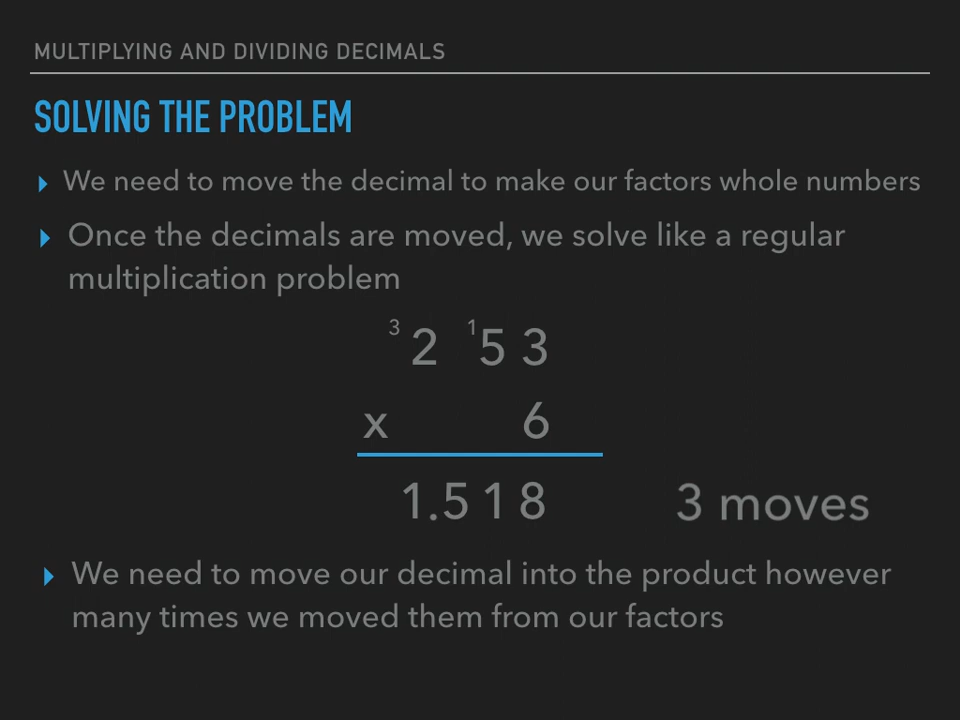 MULTIPLYING AND DIVIDING DECIMALS
SOLVING THE PROBLEM
We need to move the decimal to make our factors whole numbers
Once the decimals are moved, we solve like a regular
multiplication problem
3 2 1 5 3
x 6
1.518 3 moves
We need to move our decimal into the product however
many times we moved them from our factors